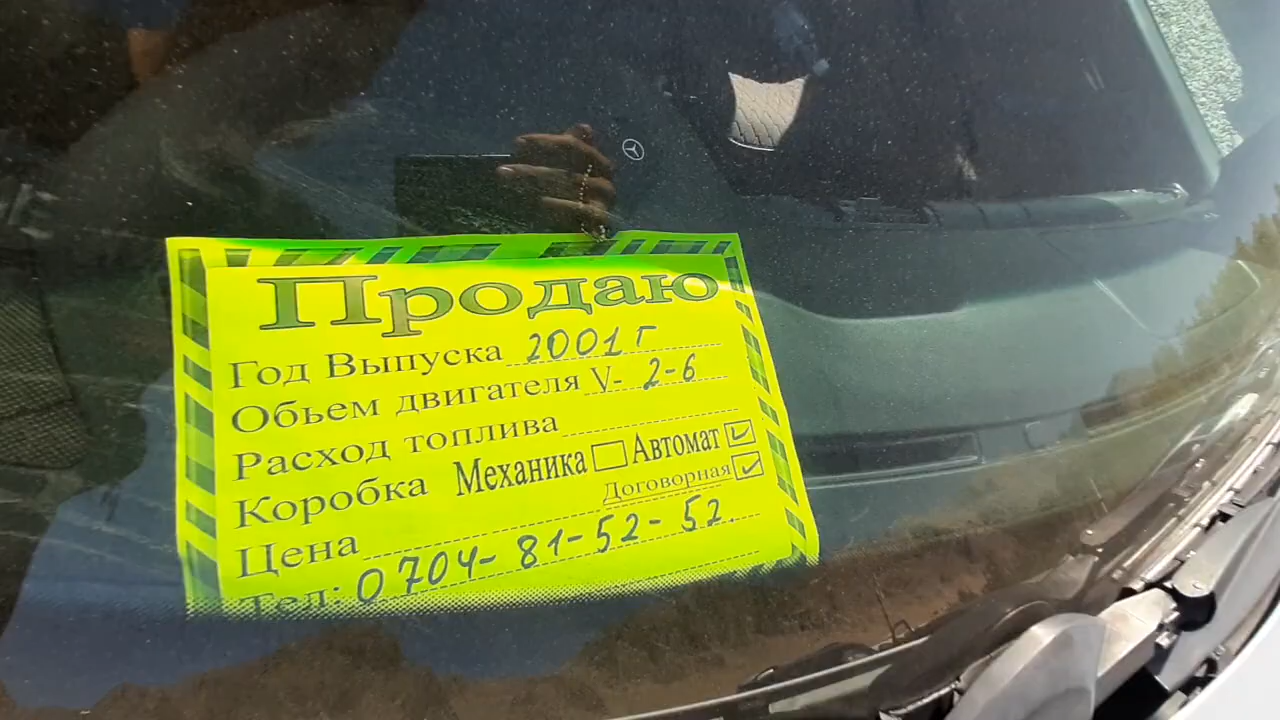 Продаю
Год Выпуска 2001 г
Обьем двигателя V- 2-6
Расход топлива
Коробка Механика Автомат
Договорная
Цена
Тел: 0704-81-52-52.